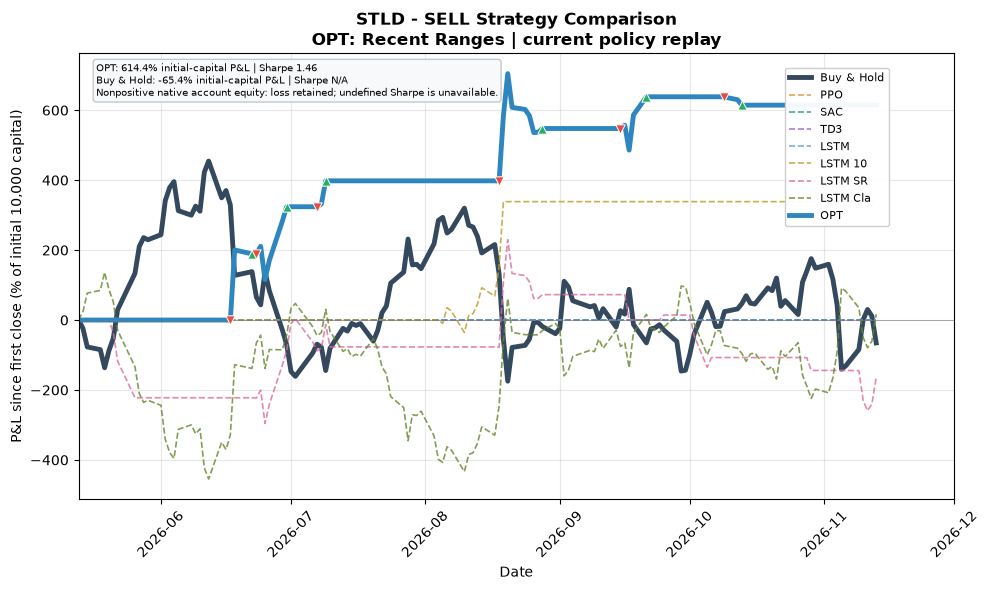 STLD - SELL Strategy Comparison
OPT: Recent Ranges | current policy replay
OPT: 614.4% initial-capital P&L | Sharpe 1.46
Buy & Hold: -65.4% initial-capital P&L | Sharpe N/A
Nonpositive native account equity: loss retained; undefined Sharpe is unavailable.
Buy & Hold
PPO
SAC
TD3
LSTM
LSTM 10
LSTM SR
LSTM Cla
OPT
P&L since first close (% of initial 10,000 capital)
600
400
200
0
−200
−400
2026-06
2026-07
2026-08
2026-09
2026-10
2026-11
2026-12
Date